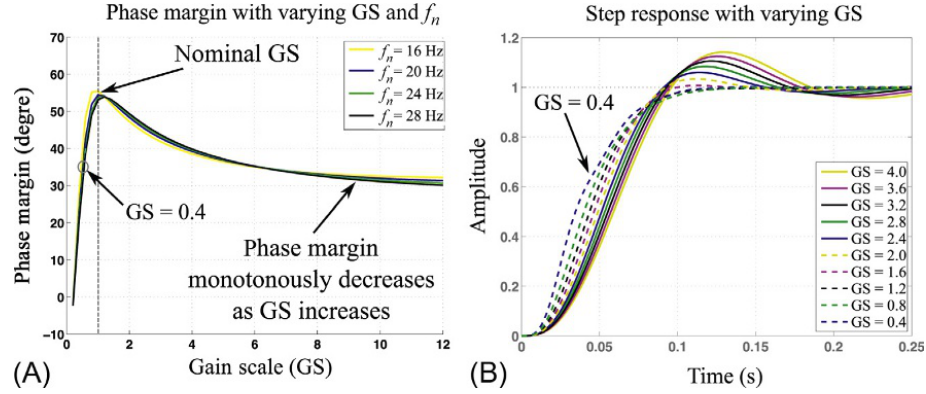 Phase margin with varying GS and fn
Phase margin (degre)
70
60
50
40
30
20
10
0
−10
Nominal GS
fn = 16 Hz
fn = 20 Hz
fn = 24 Hz
fn = 28 Hz
GS = 0.4
Phase margin
monotonously decreases
as GS increases
0 2 4 6 8 10 12
Gain scale (GS)
(A)
Step response with varying GS
Amplitude
1.2
1
0.8
0.6
0.4
0.2
0
GS = 0.4
GS = 4.0
GS = 3.6
GS = 3.2
GS = 2.8
GS = 2.4
GS = 2.0
GS = 1.6
GS = 1.2
GS = 0.8
GS = 0.4
0 0.05 0.1 0.15 0.2 0.25
Time (s)
(B)